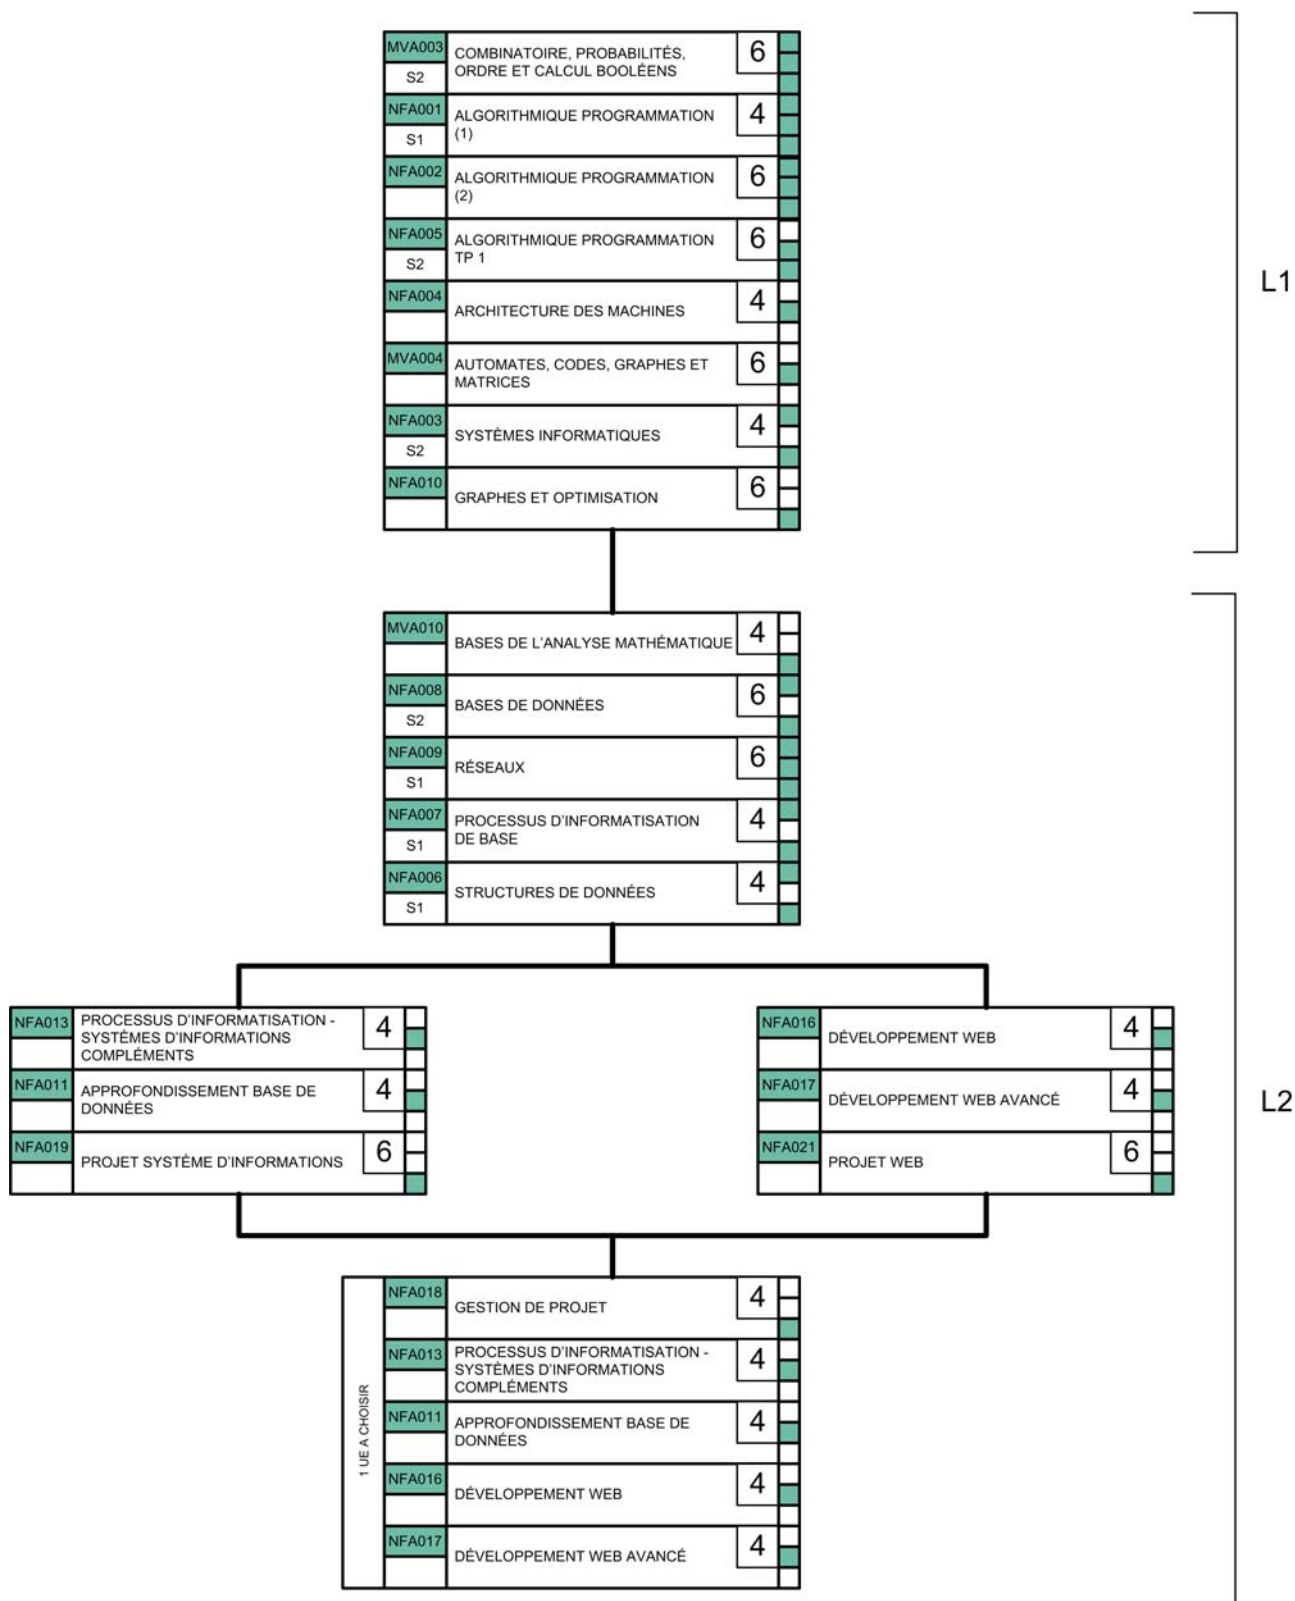 MVA003
COMBINATOIRE, PROBABILITÉS,
ORDRE ET CALCUL BOOLÉENS
6
S2
NFA001
ALGORITHMIQUE PROGRAMMATION
(1)
4
S1
NFA002
ALGORITHMIQUE PROGRAMMATION
(2)
6
NFA005
ALGORITHMIQUE PROGRAMMATION
TP 1
6
S2
NFA004
ARCHITECTURE DES MACHINES
4
MVA004
AUTOMATES, CODES, GRAPHES ET
MATRICES
6
NFA003
SYSTÈMES INFORMATIQUES
4
S2
NFA010
GRAPHES ET OPTIMISATION
6
L1
MVA010
BASES DE L'ANALYSE MATHÉMATIQUE
4
NFA008
BASES DE DONNÉES
6
S2
NFA009
RÉSEAUX
6
S1
NFA007
PROCESSUS D'INFORMATISATION
DE BASE
4
S1
NFA006
STRUCTURES DE DONNÉES
4
S1
NFA013
PROCESSUS D'INFORMATISATION -
SYSTÈMES D'INFORMATIONS
COMPLÉMENTS
4
NFA011
APPROFONDISSEMENT BASE DE
DONNÉES
4
NFA019
PROJET SYSTÈME D'INFORMATIONS
6
NFA016
DÉVELOPPEMENT WEB
4
NFA017
DÉVELOPPEMENT WEB AVANCÉ
4
NFA021
PROJET WEB
6
L2
1 UE A CHOISIR
NFA018
GESTION DE PROJET
4
NFA013
PROCESSUS D'INFORMATISATION -
SYSTÈMES D'INFORMATIONS
COMPLÉMENTS
4
NFA011
APPROFONDISSEMENT BASE DE
DONNÉES
4
NFA016
DÉVELOPPEMENT WEB
4
NFA017
DÉVELOPPEMENT WEB AVANCÉ
4